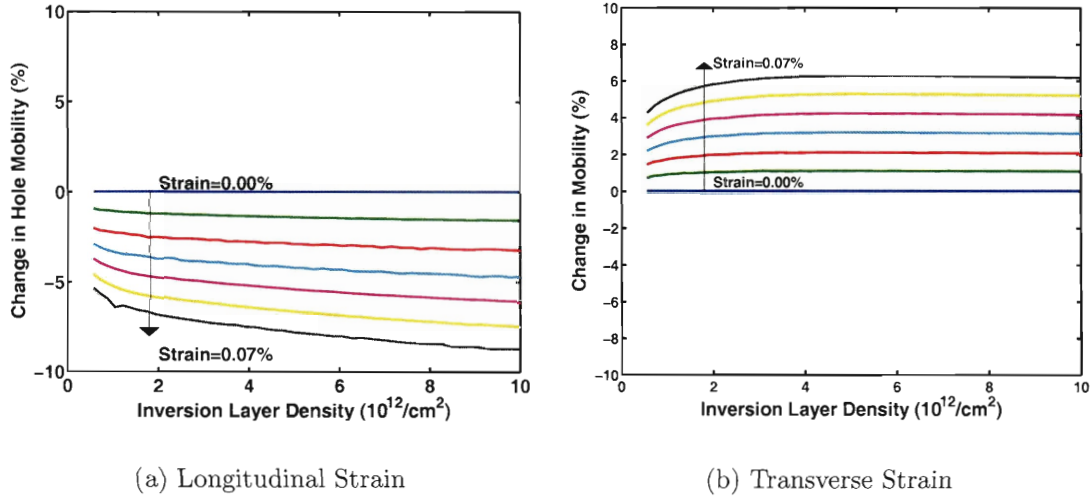 10
5
0
−5
−10
Change in Hole Mobility (%)
Strain=0.00%
Strain=0.07%
0 2 4 6 8 10
Inversion Layer Density (10¹²/cm²)
(a) Longitudinal Strain
10
8
6
4
2
0
−2
−4
−6
−8
−10
Change in Mobility (%)
Strain=0.07%
Strain=0.00%
0 2 4 6 8 10
Inversion Layer Density (10¹²/cm²)
(b) Transverse Strain